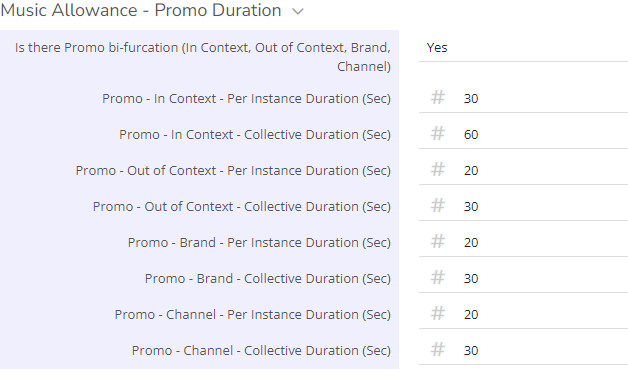 Music Allowance - Promo Duration
Is there Promo bi-furcation (In Context, Out of Context, Brand,
Channel)
Yes
Promo - In Context - Per Instance Duration (Sec)
# 30
Promo - In Context - Collective Duration (Sec)
# 60
Promo - Out of Context - Per Instance Duration (Sec)
# 20
Promo - Out of Context - Collective Duration (Sec)
# 30
Promo - Brand - Per Instance Duration (Sec)
# 20
Promo - Brand - Collective Duration (Sec)
# 30
Promo - Channel - Per Instance Duration (Sec)
# 20
Promo - Channel - Collective Duration (Sec)
# 30